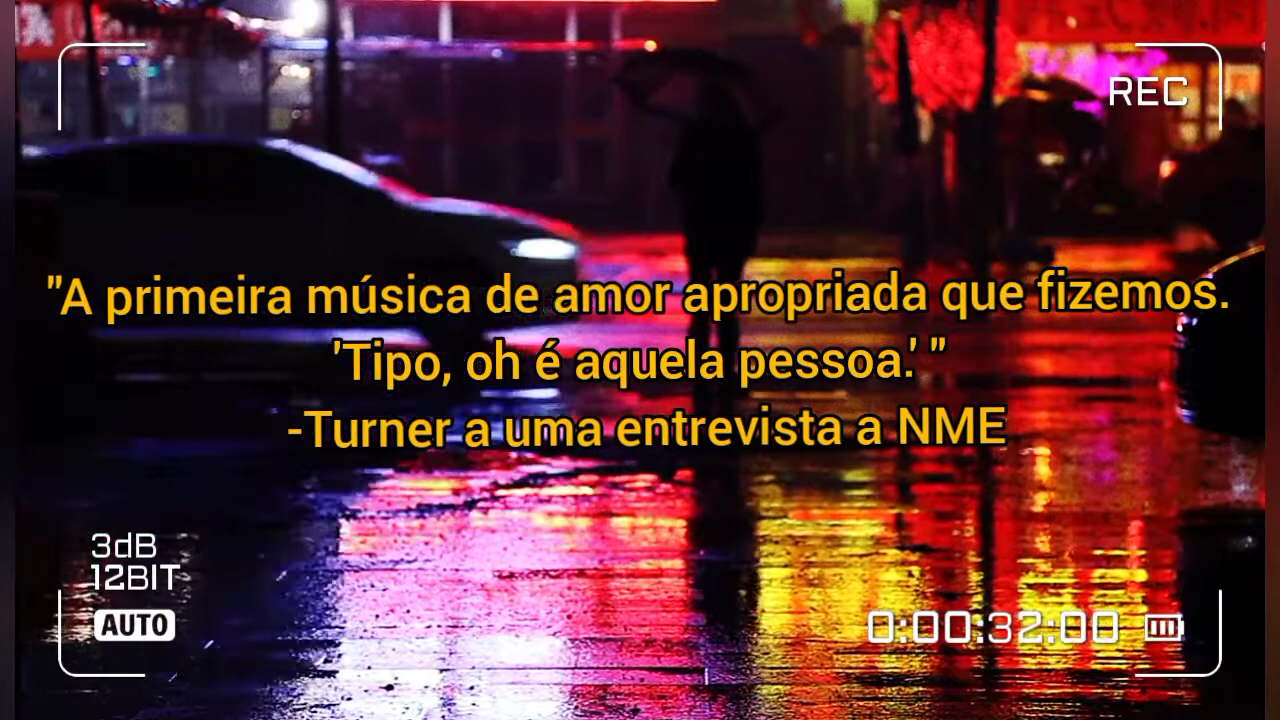 REC
"A primeira música de amor apropriada que fizemos.
'Tipo, oh é aquela pessoa.' "
-Turner a uma entrevista a NME
3dB
12BIT
AUTO
0:00:32:00